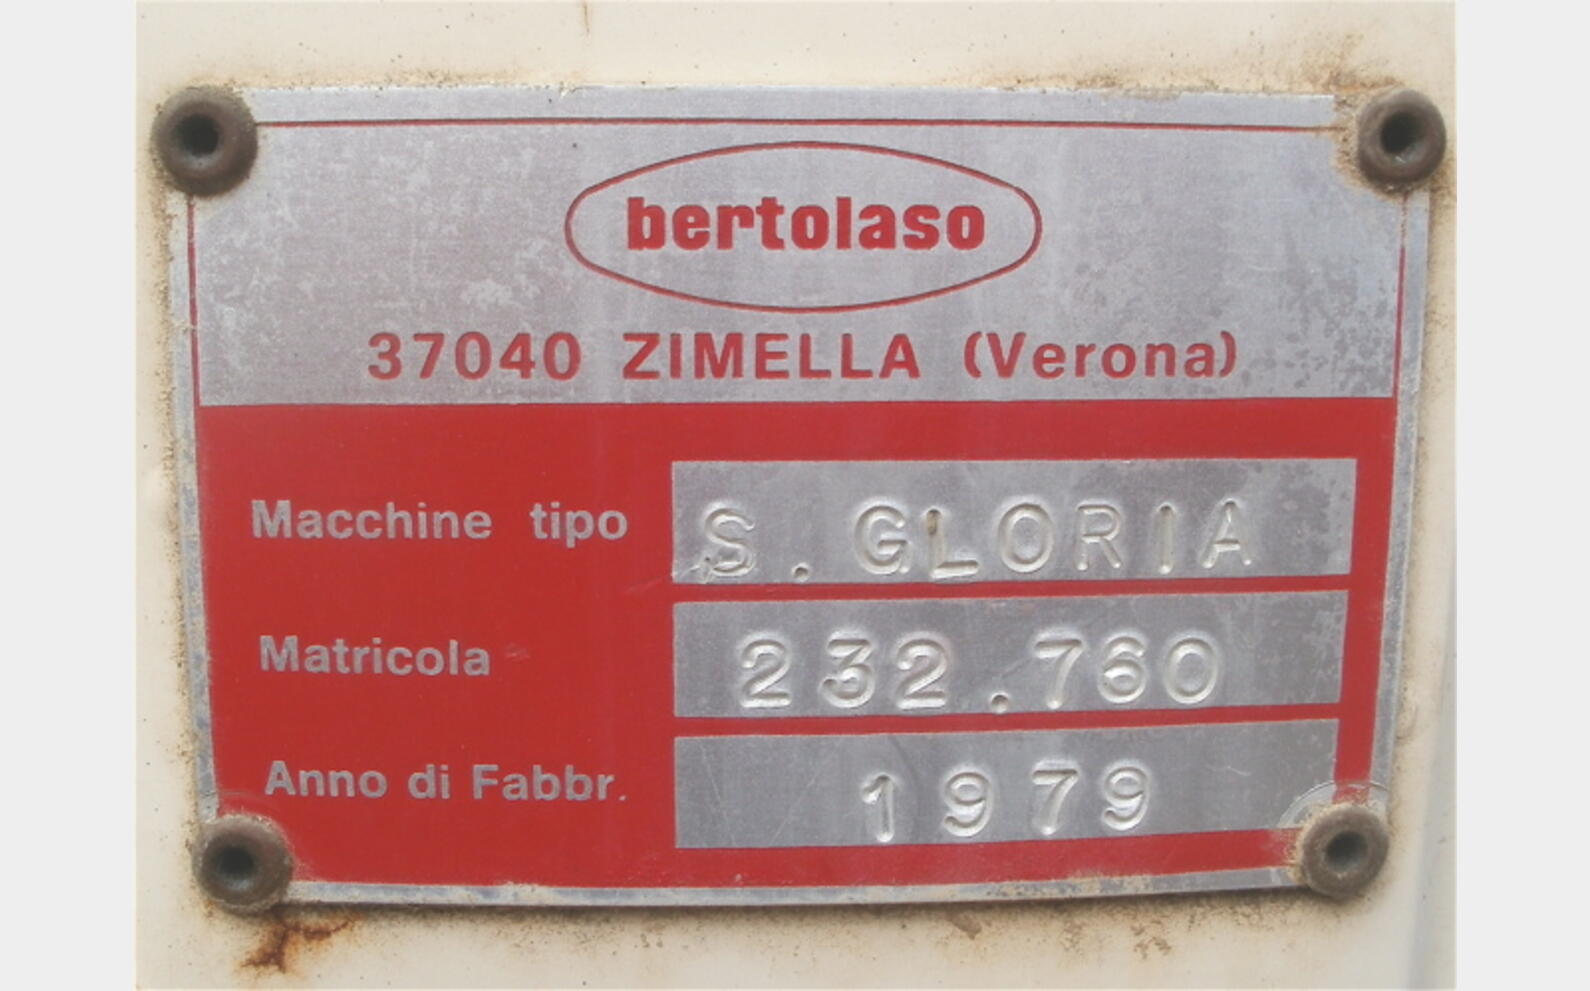 bertolaso
37040 ZIMELLA (Verona)
Macchine tipo S. GLORIA
Matricola 232.760
Anno di Fabbr. 1979